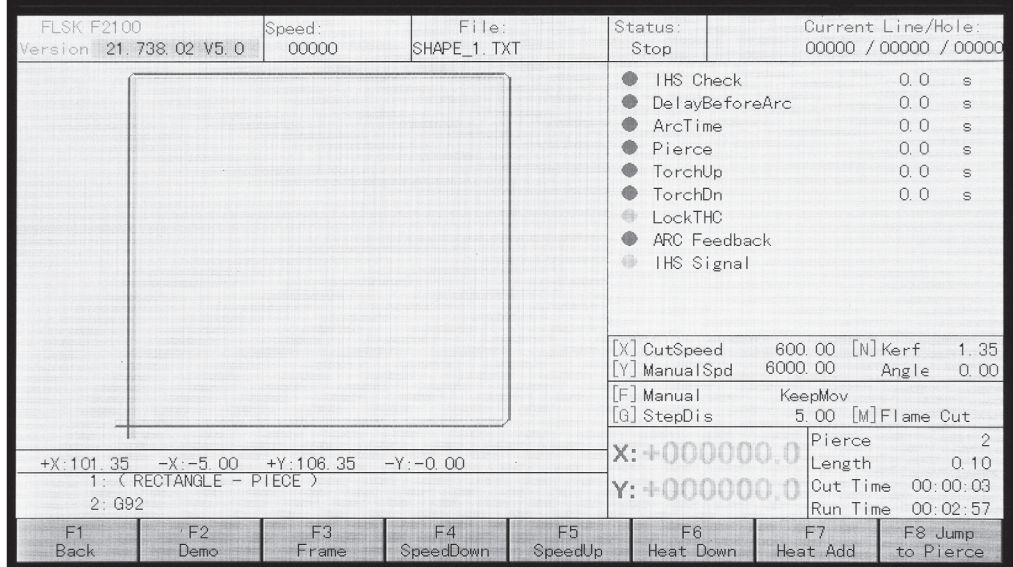 FLSK F2100 Speed: File: Status: Current Line/Hole:
Version 21. 738. 02 V5. 0 00000 SHAPE_1. TXT Stop 00000 / 00000 / 00000
IHS Check 0. 0 s
DelayBeforeArc 0. 0 s
ArcTime 0. 0 s
Pierce 0. 0 s
TorchUp 0. 0 s
TorchDn 0. 0 s
LockTHC
ARC Feedback
IHS Signal
[X] CutSpeed 600. 00 [N] Kerf 1. 35
[Y] ManualSpd 6000. 00 Angle 0. 00
[F] Manual KeepMov
[G] StepDis 5. 00 [M] Flame Cut
X: +000000.0
Y: +000000.0
Pierce 2
Length 0. 10
Cut Time 00:00:03
Run Time 00:02:57
+X:101. 35 -X:-5. 00 +Y:106. 35 -Y:-0. 00
1: ( RECTANGLE - PIECE )
2: G92
F1 F2 F3 F4 F5 F6 F7 F8 Jump
Back Demo Frame SpeedDown SpeedUp Heat Down Heat Add to Pierce